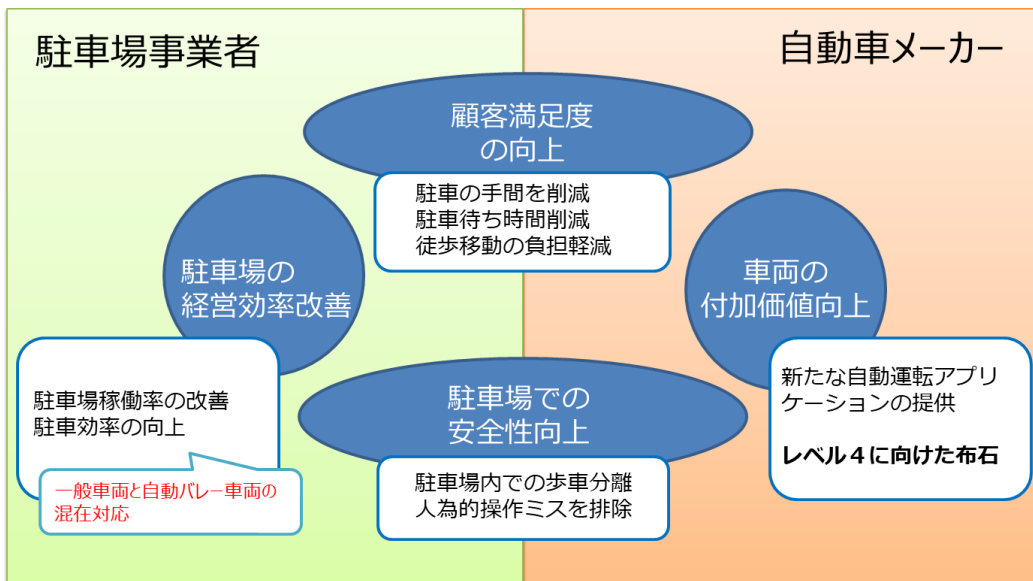 駐車場事業者
自動車メーカー
顧客満足度
の向上
駐車の手間を削減
駐車待ち時間削減
徒歩移動の負担軽減
駐車場の
経営効率改善
車両の
付加価値向上
駐車場稼働率の改善
駐車効率の向上
一般車両と自動バレー車両の
混在対応
駐車場での
安全性向上
駐車場内での歩車分離
人為的操作ミスを排除
新たな自動運転アプリ
ケーションの提供
レベル４に向けた布石